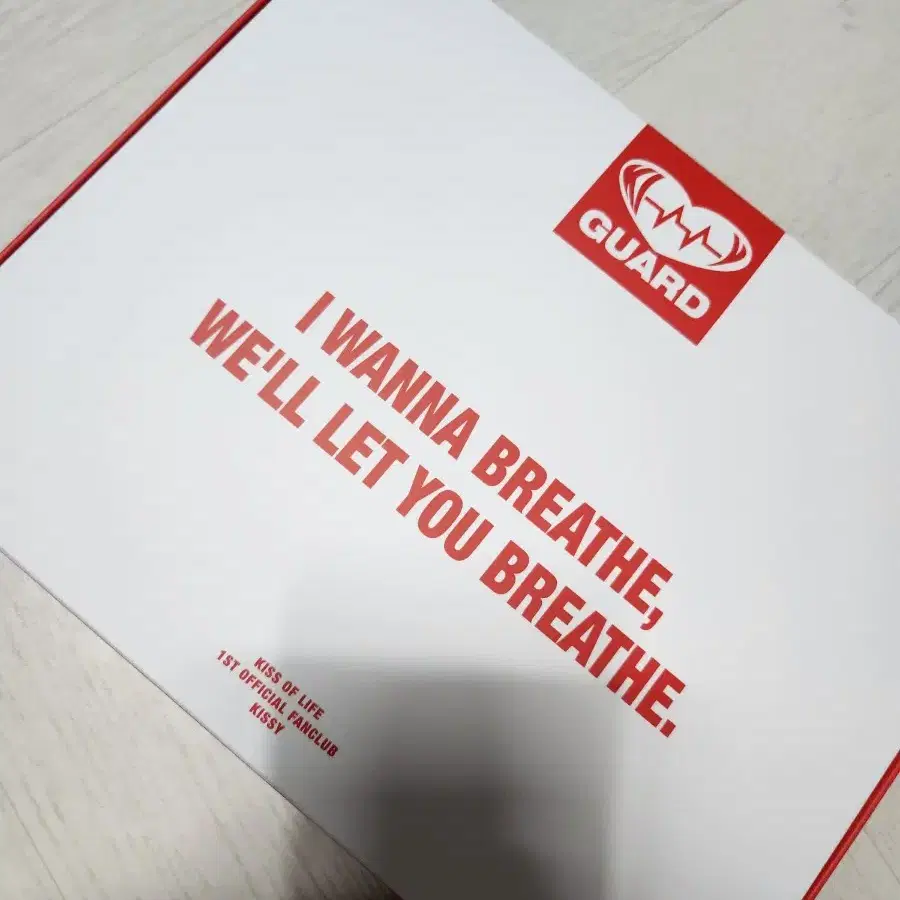 GUARD
I WANNA BREATHE,
WE'LL LET YOU BREATHE.
KISS OF LIFE
1ST OFFICIAL FANCLUB
KISSY